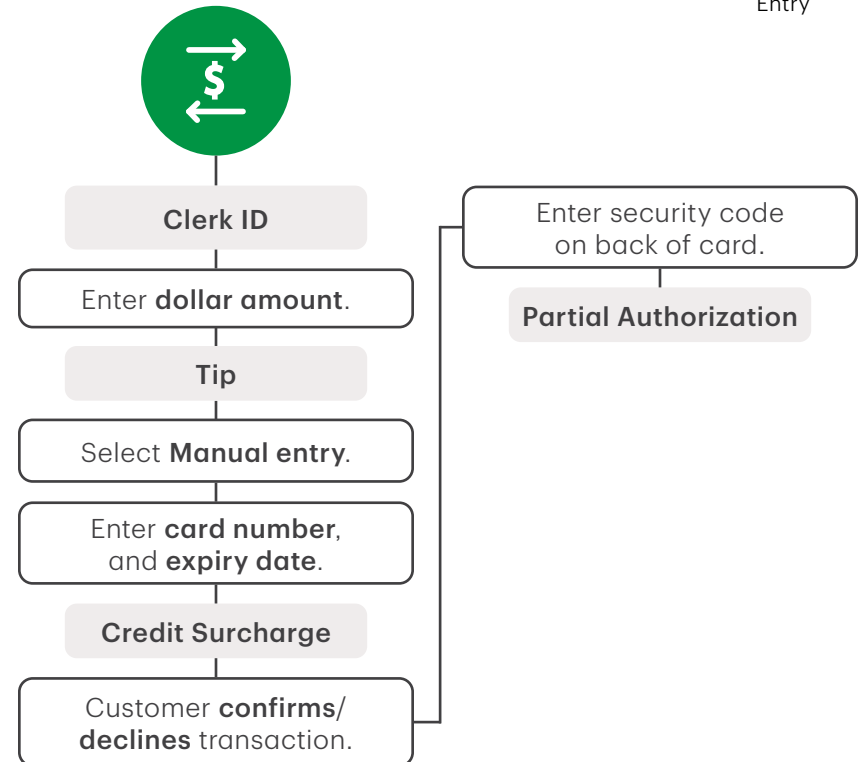 Entry
$
Clerk ID
Enter dollar amount.
Tip
Select Manual entry.
Enter card number,
and expiry date.
Credit Surcharge
Customer confirms/
declines transaction.
Enter security code
on back of card.
Partial Authorization